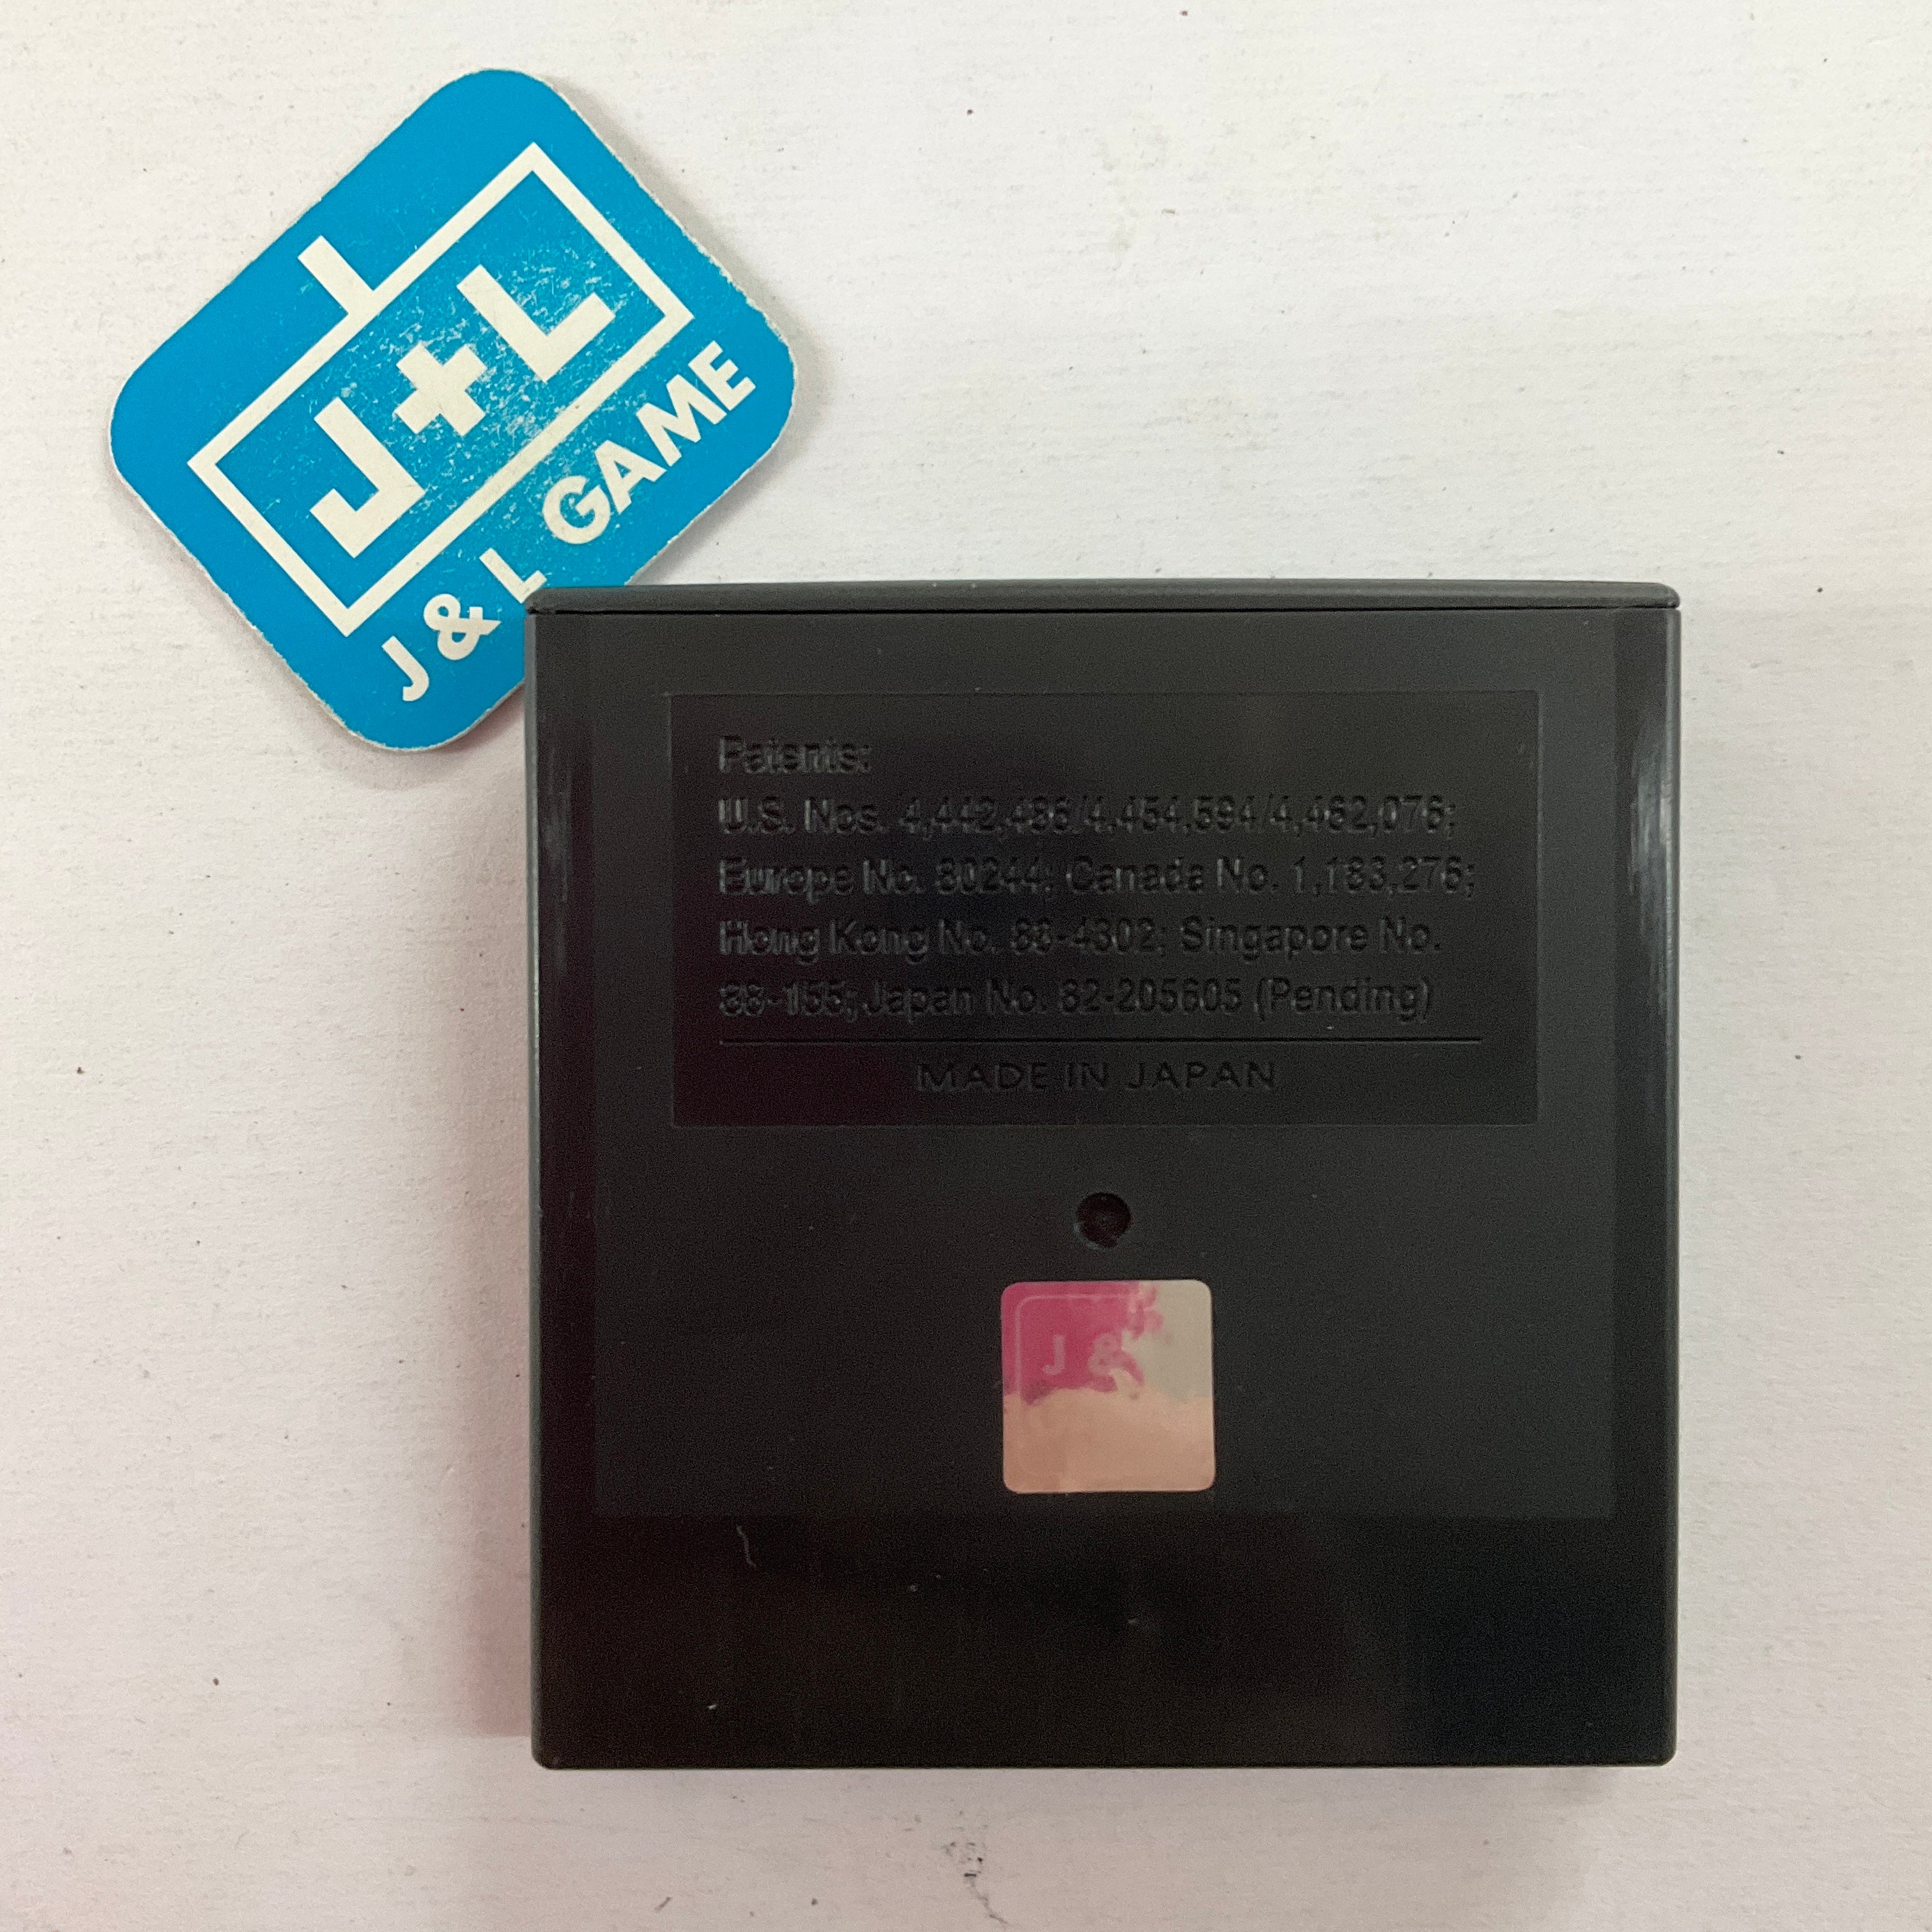 J+L
J & L GAME
Patents:
U.S. Nos. 4,442,486/4,454,594/4,462,076;
Europe No. 80244; Canada No. 1,183,276;
Hong Kong No. 88-4302; Singapore No.
88-155; Japan No. 82-205605 (Pending)
MADE IN JAPAN
J &